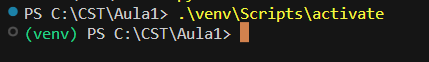 PS C:\CST\Aula1> .\venv\Scripts\activate
(venv) PS C:\CST\Aula1>